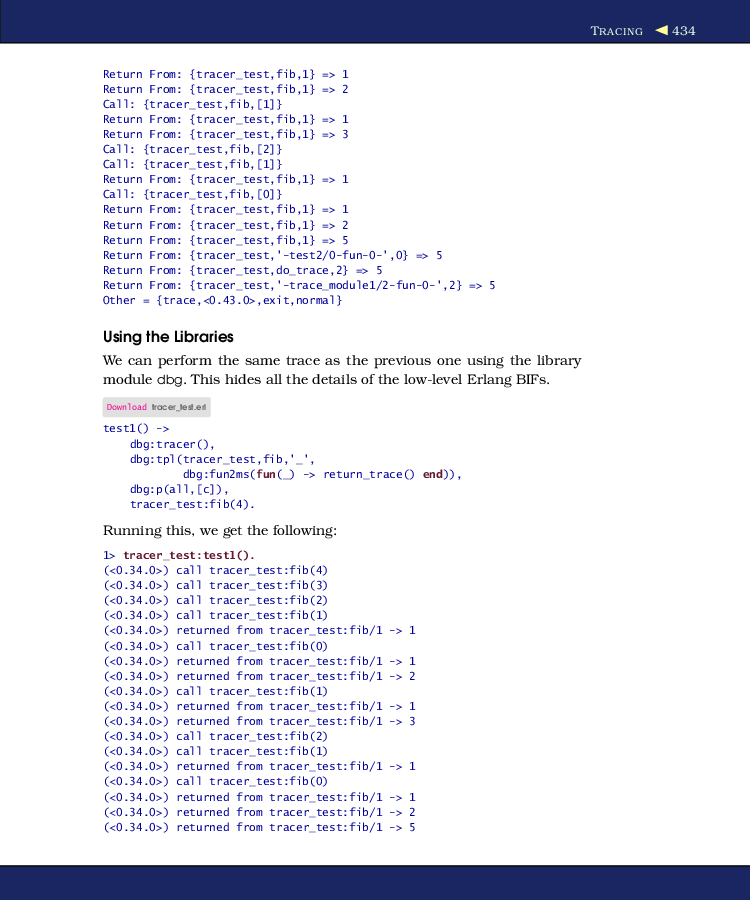 TRACING ◀ 434
Return From: {tracer_test,fib,1} => 1
Return From: {tracer_test,fib,1} => 2
Call: {tracer_test,fib,[1]}
Return From: {tracer_test,fib,1} => 1
Return From: {tracer_test,fib,1} => 3
Call: {tracer_test,fib,[2]}
Call: {tracer_test,fib,[1]}
Return From: {tracer_test,fib,1} => 1
Call: {tracer_test,fib,[0]}
Return From: {tracer_test,fib,1} => 1
Return From: {tracer_test,fib,1} => 2
Return From: {tracer_test,fib,1} => 5
Return From: {tracer_test,'-test2/0-fun-0-',0} => 5
Return From: {tracer_test,do_trace,2} => 5
Return From: {tracer_test,'-trace_module1/2-fun-0-',2} => 5
Other = {trace,<0.43.0>,exit,normal}
Using the Libraries
We can perform the same trace as the previous one using the library
module dbg. This hides all the details of the low-level Erlang BIFs.
Download tracer_test.erl
test1() ->
    dbg:tracer(),
    dbg:tpl(tracer_test,fib,'_',
            dbg:fun2ms(fun(_) -> return_trace() end)),
    dbg:p(all,[c]),
    tracer_test:fib(4).
Running this, we get the following:
1> tracer_test:test1().
(<0.34.0>) call tracer_test:fib(4)
(<0.34.0>) call tracer_test:fib(3)
(<0.34.0>) call tracer_test:fib(2)
(<0.34.0>) call tracer_test:fib(1)
(<0.34.0>) returned from tracer_test:fib/1 -> 1
(<0.34.0>) call tracer_test:fib(0)
(<0.34.0>) returned from tracer_test:fib/1 -> 1
(<0.34.0>) returned from tracer_test:fib/1 -> 2
(<0.34.0>) call tracer_test:fib(1)
(<0.34.0>) returned from tracer_test:fib/1 -> 1
(<0.34.0>) returned from tracer_test:fib/1 -> 3
(<0.34.0>) call tracer_test:fib(2)
(<0.34.0>) call tracer_test:fib(1)
(<0.34.0>) returned from tracer_test:fib/1 -> 1
(<0.34.0>) call tracer_test:fib(0)
(<0.34.0>) returned from tracer_test:fib/1 -> 1
(<0.34.0>) returned from tracer_test:fib/1 -> 2
(<0.34.0>) returned from tracer_test:fib/1 -> 5